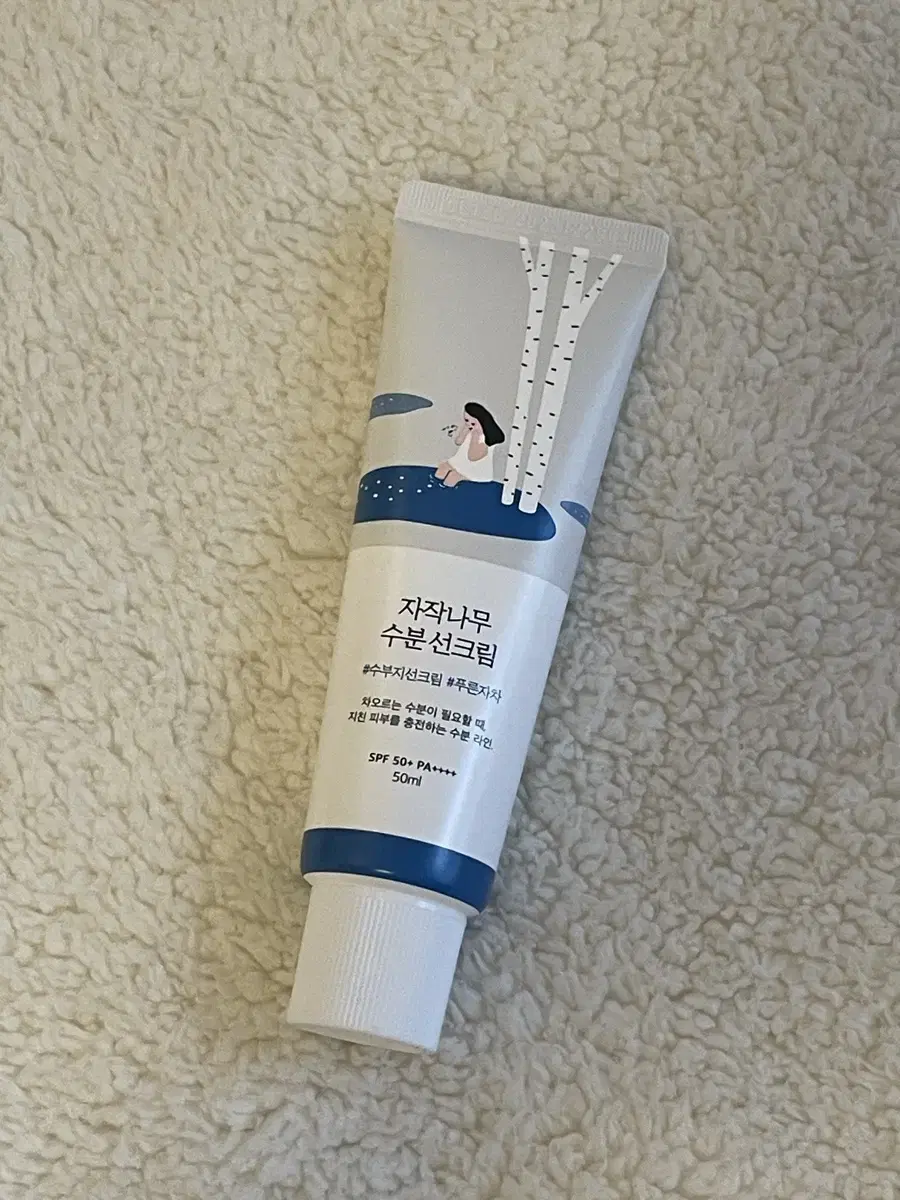 자작나무
수분 선크림
#수부지선크림 #푸른자차
차오르는 수분이 필요할 때,
지친 피부를 충전하는 수분 라인.
SPF 50+ PA++++
50ml